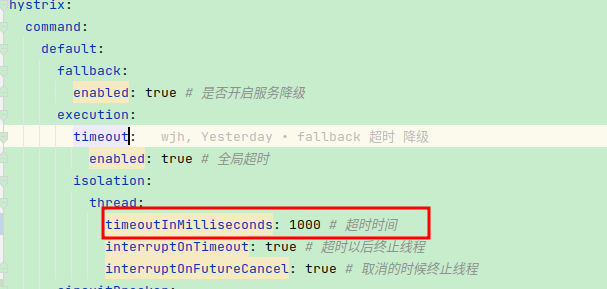 hystrix:
command:
default:
fallback:
enabled: true # 是否开启服务降级
execution:
timeout: wjh, Yesterday • fallback 超时 降级
enabled: true # 全局超时
isolation:
thread:
timeoutInMilliseconds: 1000 # 超时时间
interruptOnTimeout: true # 超时以后终止线程
interruptOnFutureCancel: true # 取消的时候终止线程